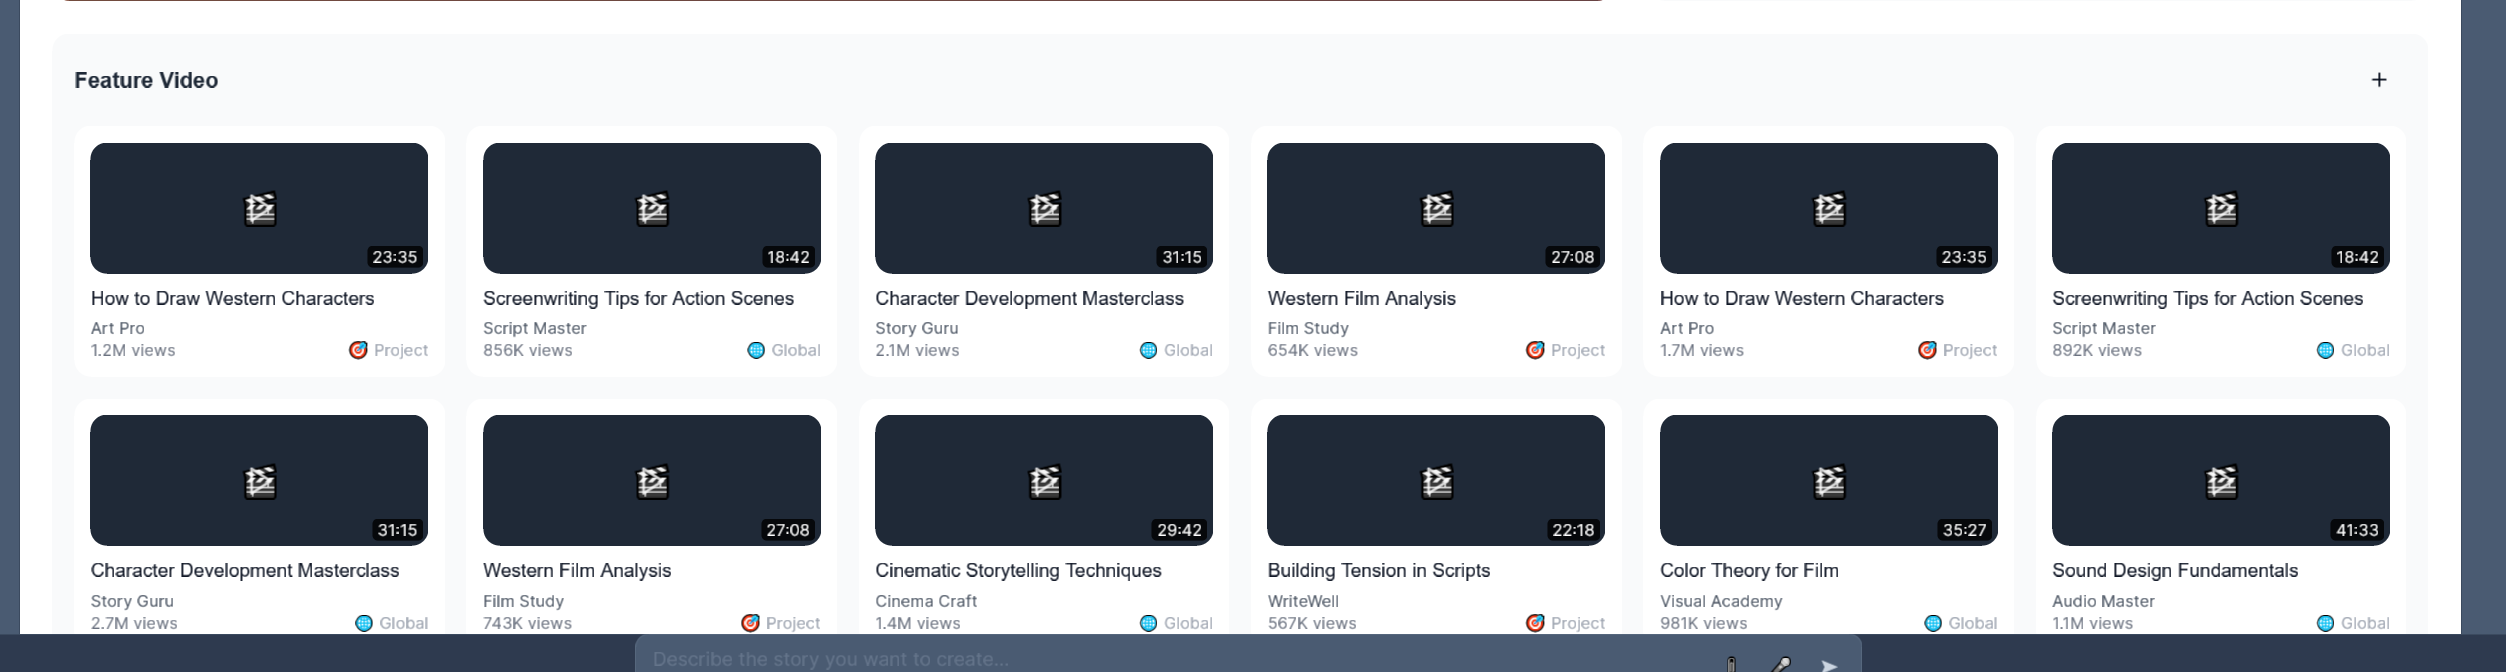 Feature Video
+
23:35
18:42
31:15
27:08
23:35
18:42
How to Draw Western Characters
Screenwriting Tips for Action Scenes
Character Development Masterclass
Western Film Analysis
How to Draw Western Characters
Screenwriting Tips for Action Scenes
Art Pro
Script Master
Story Guru
Film Study
Art Pro
Script Master
1.2M views
Project
856K views
Global
2.1M views
Global
654K views
Project
1.7M views
Project
892K views
Global
31:15
27:08
29:42
22:18
35:27
41:33
Character Development Masterclass
Western Film Analysis
Cinematic Storytelling Techniques
Building Tension in Scripts
Color Theory for Film
Sound Design Fundamentals
Story Guru
Film Study
Cinema Craft
WriteWell
Visual Academy
Audio Master
2.7M views
Global
743K views
Project
1.4M views
Global
567K views
Project
981K views
Global
1.1M views
Global
Describe the story you want to create...